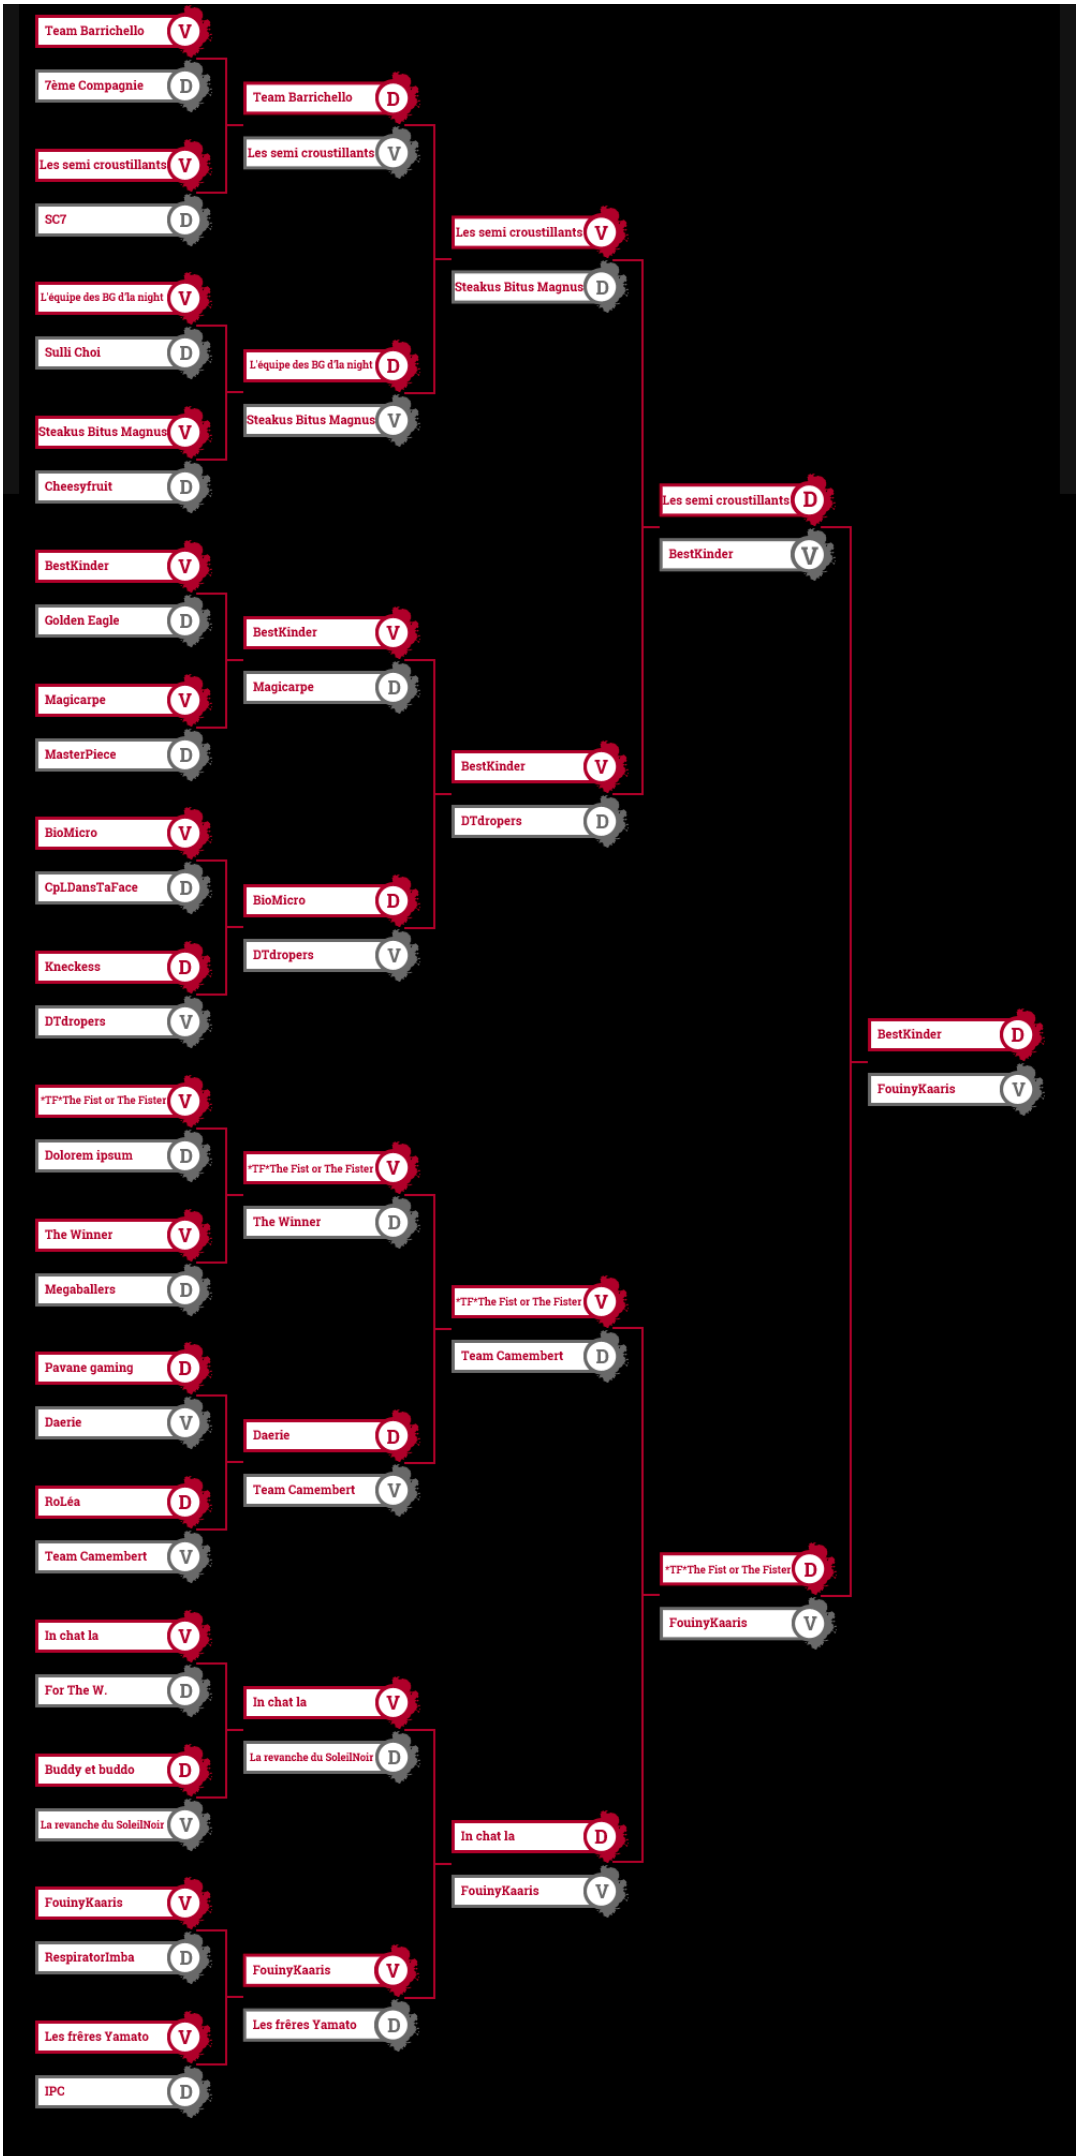 Team Barrichello V
7ème Compagnie D
Les semi croustillants V
SC7 D
L'équipe des BG d'la night V
Sulli Choi D
Steakus Bitus Magnus V
Cheesyfruit D
BestKinder V
Golden Eagle D
Magicarpe V
MasterPiece D
BioMicro V
CpLDansTaFace D
Kneckess D
DTdropers V
*TF*The Fist or The Fister V
Dolorem ipsum D
The Winner V
Megaballers D
Pavane gaming D
Daerie V
RoLéa D
Team Camembert V
In chat la V
For The W. D
Buddy et buddo D
La revanche du SoleilNoir V
FouinyKaaris V
RespiratorImba D
Les frêres Yamato V
IPC D
Team Barrichello D
Les semi croustillants V
L'équipe des BG d'la night D
Steakus Bitus Magnus V
BestKinder V
Magicarpe D
BioMicro D
DTdropers V
*TF*The Fist or The Fister V
The Winner D
Daerie D
Team Camembert V
In chat la V
La revanche du SoleilNoir D
FouinyKaaris V
Les frêres Yamato D
Les semi croustillants V
Steakus Bitus Magnus D
BestKinder V
DTdropers D
*TF*The Fist or The Fister V
Team Camembert D
In chat la D
FouinyKaaris V
Les semi croustillants D
BestKinder V
*TF*The Fist or The Fister D
FouinyKaaris V
BestKinder D
FouinyKaaris V